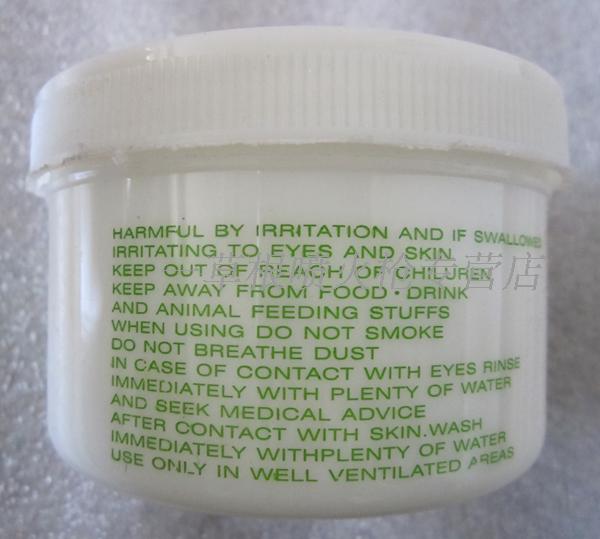 HARMFUL BY IRRITATION AND IF SWALLOWED
IRRITATING TO EYES AND SKIN
KEEP OUT OF REACH OF CHILDREN
KEEP AWAY FROM FOOD·DRINK
AND ANIMAL FEEDING STUFFS
WHEN USING DO NOT SMOKE
DO NOT BREATHE DUST
IN CASE OF CONTACT WITH EYES RINSE
IMMEDIATELY WITH PLENTY OF WATER
AND SEEK MEDICAL ADVICE
AFTER CONTACT WITH SKIN.WASH
IMMEDIATELY WITHPLENTY OF WATER
USE ONLY IN WELL VENTILATED AREAS